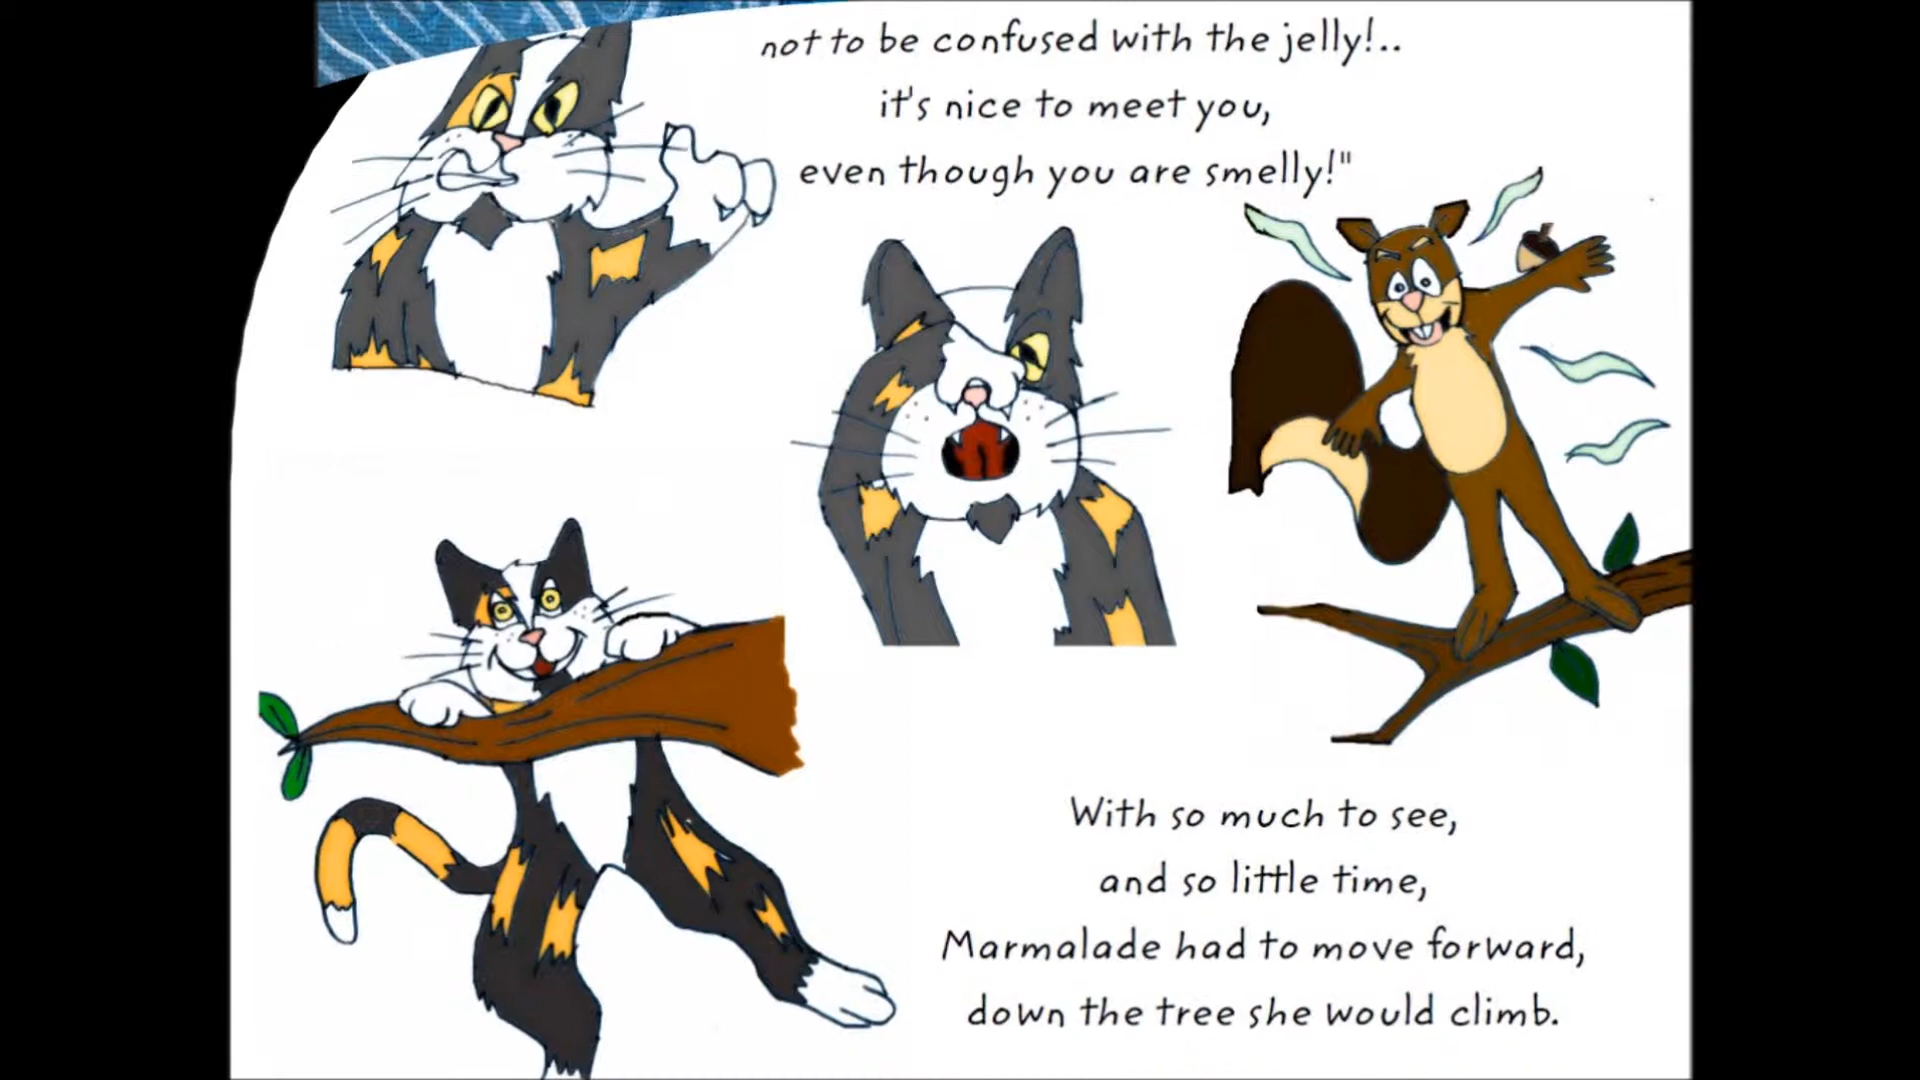 not to be confused with the jelly!..
it's nice to meet you,
even though you are smelly!"
With so much to see,
and so little time,
Marmalade had to move forward,
down the tree she would climb.